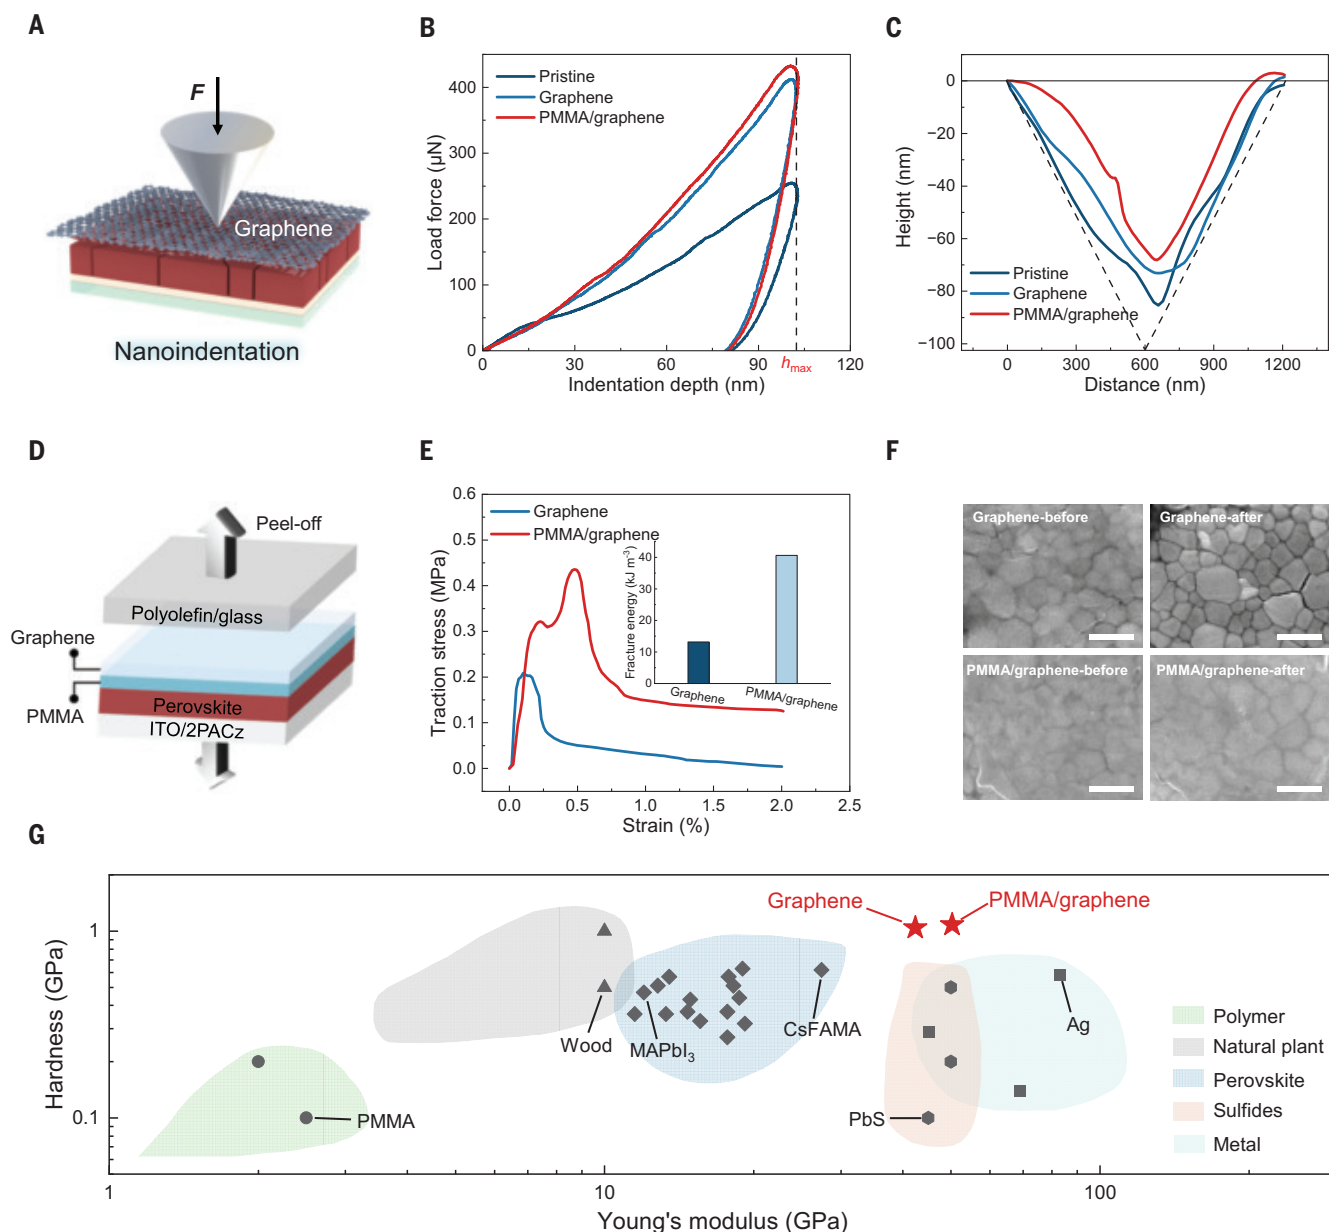 A
F
Graphene
Nanoindentation
B
Pristine
Graphene
PMMA/graphene
400
300
200
100
0
Load force (µN)
0
30
60
90
hmax
120
Indentation depth (nm)
C
0
−20
−40
−60
−80
−100
Height (nm)
Pristine
Graphene
PMMA/graphene
0
300
600
900
1200
Distance (nm)
D
Peel-off
Polyolefin/glass
Graphene
PMMA
Perovskite
ITO/2PACz
E
0.6
0.5
0.4
0.3
0.2
0.1
0.0
Traction stress (MPa)
Graphene
PMMA/graphene
Fracture energy (kJ m⁻³)
40
30
20
10
0
Graphene
PMMA/graphene
0.0
0.5
1.0
1.5
2.0
2.5
Strain (%)
F
Graphene-before
Graphene-after
PMMA/graphene-before
PMMA/graphene-after
G
Hardness (GPa)
1
0.1
Graphene
PMMA/graphene
Wood
MAPbI₃
CsFAMA
Ag
PMMA
PbS
Polymer
Natural plant
Perovskite
Sulfides
Metal
1
10
100
Young's modulus (GPa)